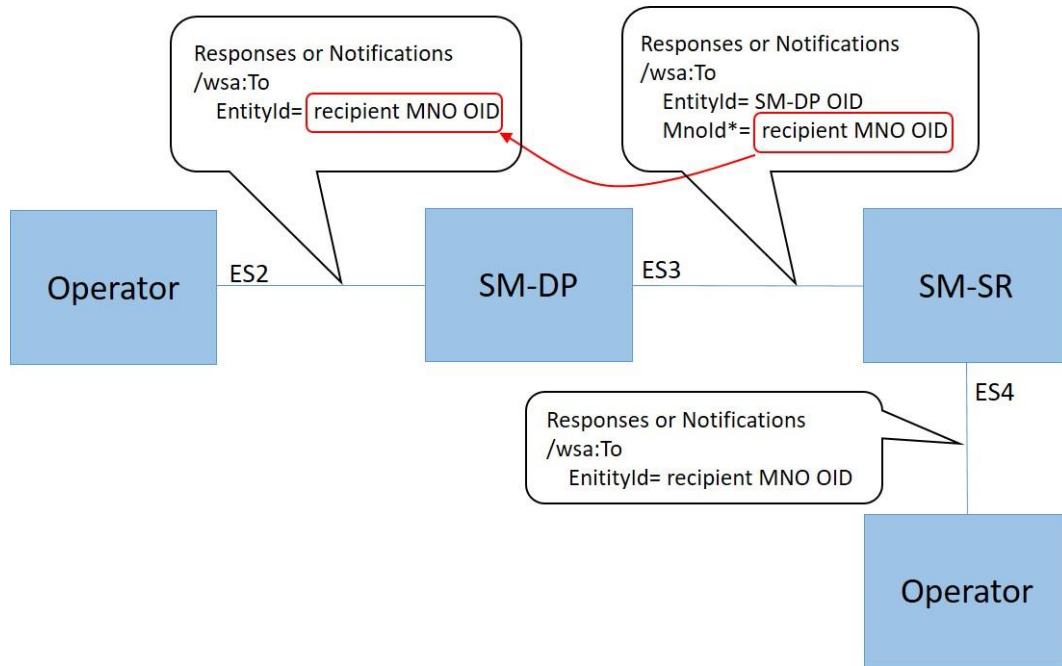 Responses or Notifications
/wsa:To
EntityId= recipient MNO OID
Responses or Notifications
/wsa:To
EntityId= SM-DP OID
MnoId*= recipient MNO OID
Operator
ES2
SM-DP
ES3
SM-SR
ES4
Responses or Notifications
/wsa:To
EnitityId= recipient MNO OID
Operator